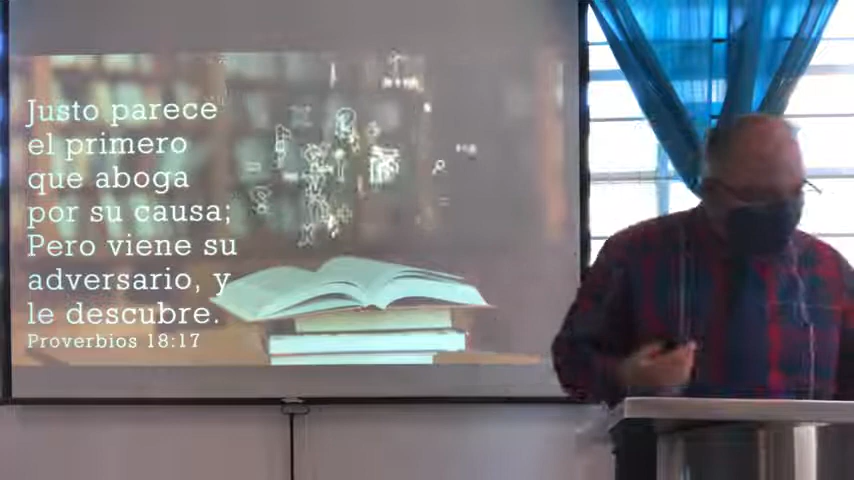 Justo parece
el primero
que aboga
por su causa;
Pero viene su
adversario, y
le descubre.
Proverbios 18:17